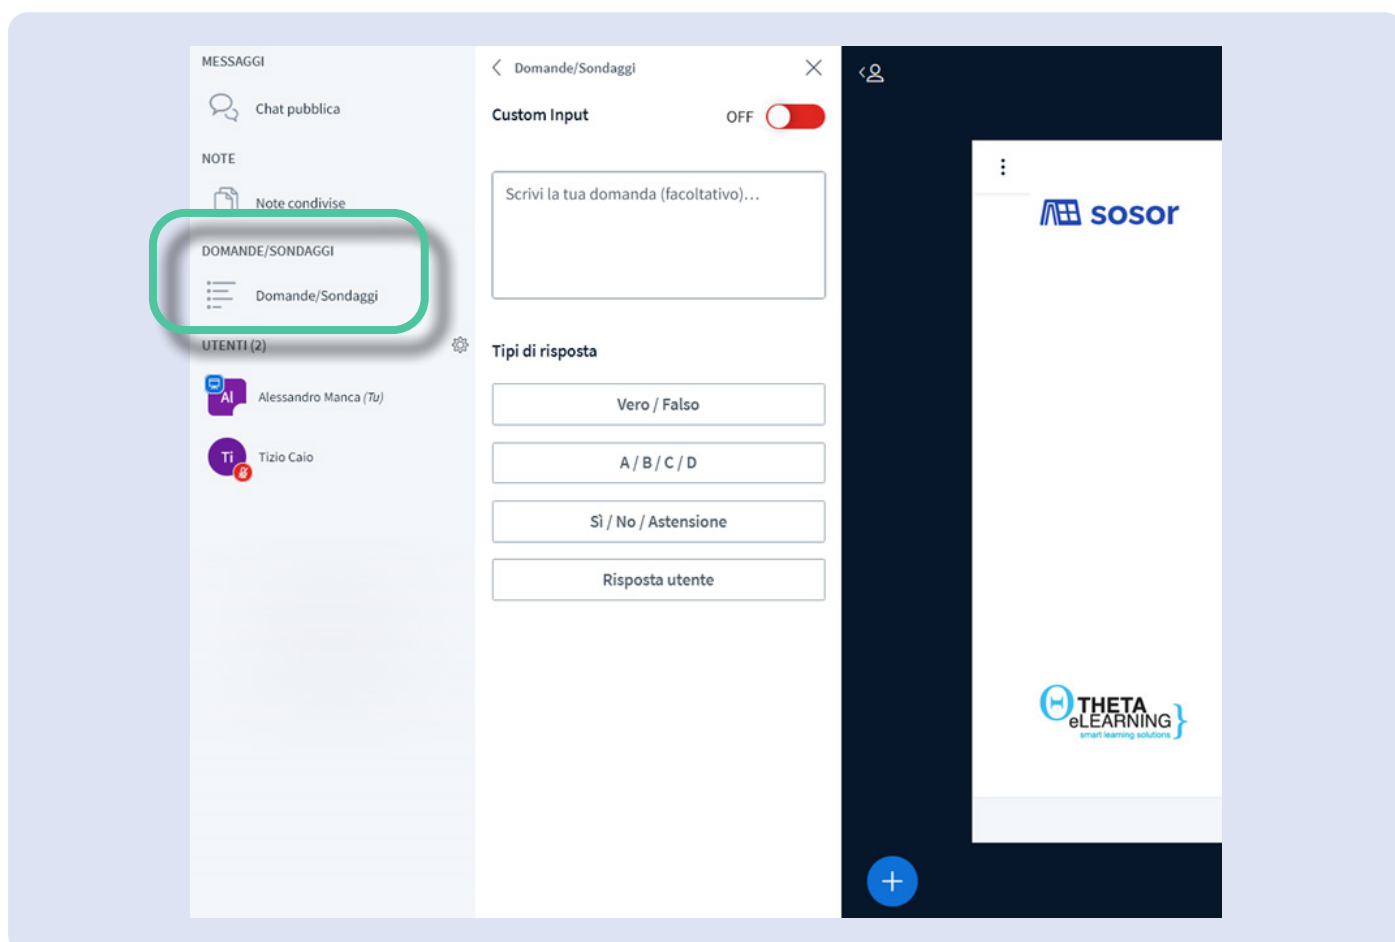 MESSAGGI
Chat pubblica
NOTE
Note condivise
DOMANDE/SONDAGGI
Domande/Sondaggi
UTENTI (2)
Al
Alessandro Manca (Tu)
Ti
Tizio Caio
Domande/Sondaggi
Custom Input
OFF
Scrivi la tua domanda (facoltativo)...
Tipi di risposta
Vero / Falso
A / B / C / D
Sì / No / Astensione
Risposta utente
sosor
THETA
eLEARNING
smart learning solutions